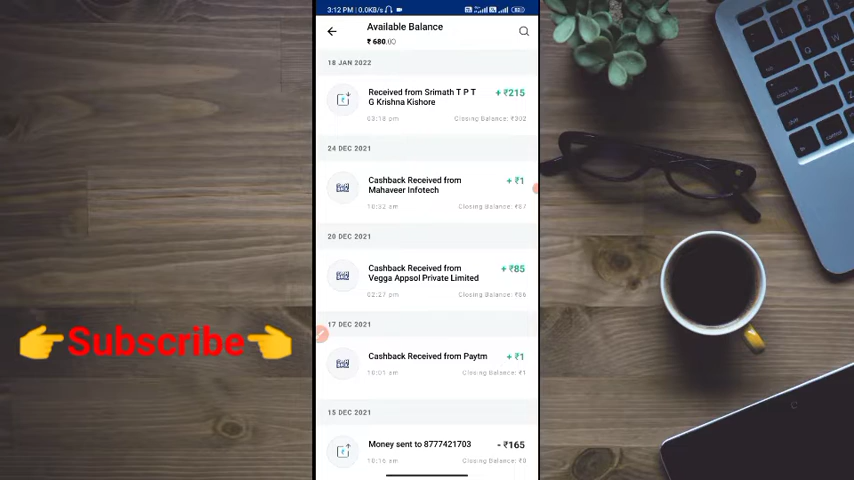 3:12 PM | 0.0KB/s
Available Balance
₹ 680.00
18 JAN 2022
Received from Srimath T P T
G Krishna Kishore
+ ₹215
03:18 pm
Closing Balance: ₹302
24 DEC 2021
Cashback Received from
Mahaveer Infotech
+ ₹1
10:32 am
Closing Balance: ₹87
20 DEC 2021
Cashback Received from
Vegga Appsol Private Limited
+ ₹85
02:27 pm
Closing Balance: ₹86
👉Subscribe👈
17 DEC 2021
Cashback Received from Paytm
+ ₹1
10:01 am
Closing Balance: ₹1
15 DEC 2021
Money sent to 8777421703
- ₹165
10:16 am
Closing Balance: ₹0